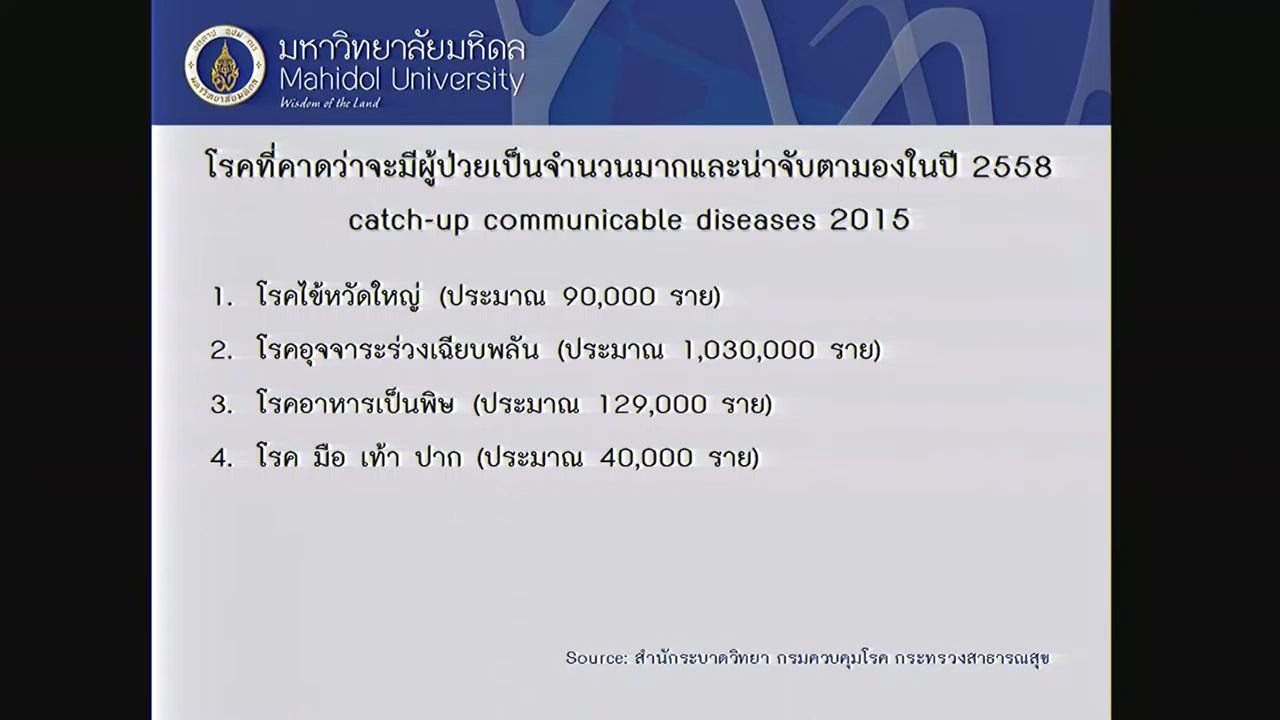 มหาวิทยาลัยมหิดล
Mahidol University
Wisdom of the Land
โรคที่คาดว่าจะมีผู้ป่วยเป็นจำนวนมากและน่าจับตามองในปี 2558
catch-up communicable diseases 2015
1. โรคไข้หวัดใหญ่ (ประมาณ 90,000 ราย)
2. โรคอุจจาระร่วงเฉียบพลัน (ประมาณ 1,030,000 ราย)
3. โรคอาหารเป็นพิษ (ประมาณ 129,000 ราย)
4. โรค มือ เท้า ปาก (ประมาณ 40,000 ราย)
Source: สำนักระบาดวิทยา กรมควบคุมโรค กระทรวงสาธารณสุข